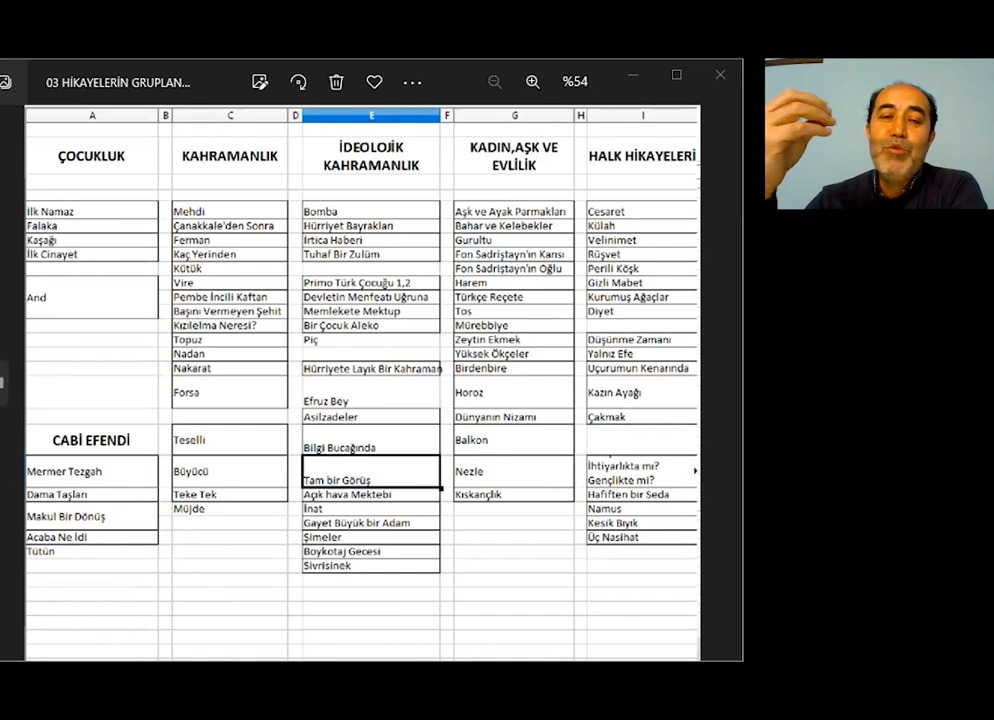 03 HİKAYELERİN GRUPLAN...
%54
A B C D E F G H I
ÇOCUKLUK
KAHRAMANLIK
İDEOLOJİK
KAHRAMANLIK
KADIN,AŞK VE
EVLİLİK
HALK HİKAYELERİ
İlk Namaz
Falaka
Kaşağı
İlk Cinayet
And
CABİ EFENDİ
Mermer Tezgah
Dama Taşları
Makul Bir Dönüş
Acaba Ne İdi
Tütün
Mehdi
Çanakkale'den Sonra
Ferman
Kaç Yerinden
Kütük
Vire
Pembe İncili Kaftan
Başını Vermeyen Şehit
Kızılelma Neresi?
Topuz
Nadan
Nakarat
Forsa
Teselli
Büyücü
Teke Tek
Müjde
Bomba
Hürriyet Bayrakları
İrtica Haberi
Tuhaf Bir Zulüm
Primo Türk Çocuğu 1,2
Devletin Menfeatı Uğruna
Memlekete Mektup
Bir Çocuk Aleko
Piç
Hürriyete Layık Bir Kahraman
Efruz Bey
Asilzadeler
Bilgi Bucağında
Tam bir Görüş
Açık hava Mektebi
İnat
Gayet Büyük bir Adam
Şimeler
Boykotaj Gecesi
Sivrisinek
Aşk ve Ayak Parmakları
Bahar ve Kelebekler
Gurultu
Fon Sadriştayn'ın Karısı
Fon Sadriştayn'ın Oğlu
Harem
Türkçe Reçete
Tos
Mürebbiye
Zeytin Ekmek
Yüksek Ökçeler
Birdenbire
Horoz
Dünyanın Nizamı
Balkon
Nezle
Kıskançlık
Cesaret
Külah
Velinimet
Rüşvet
Perili Köşk
Gizli Mabet
Kurumuş Ağaçlar
Diyet
Düşünme Zamanı
Yalnız Efe
Uçurumun Kenarında
Kazın Ayağı
Çakmak
İhtiyarlıkta mı?
Gençlikte mi?
Hafiften bir Seda
Namus
Kesik Bıyık
Üç Nasihat